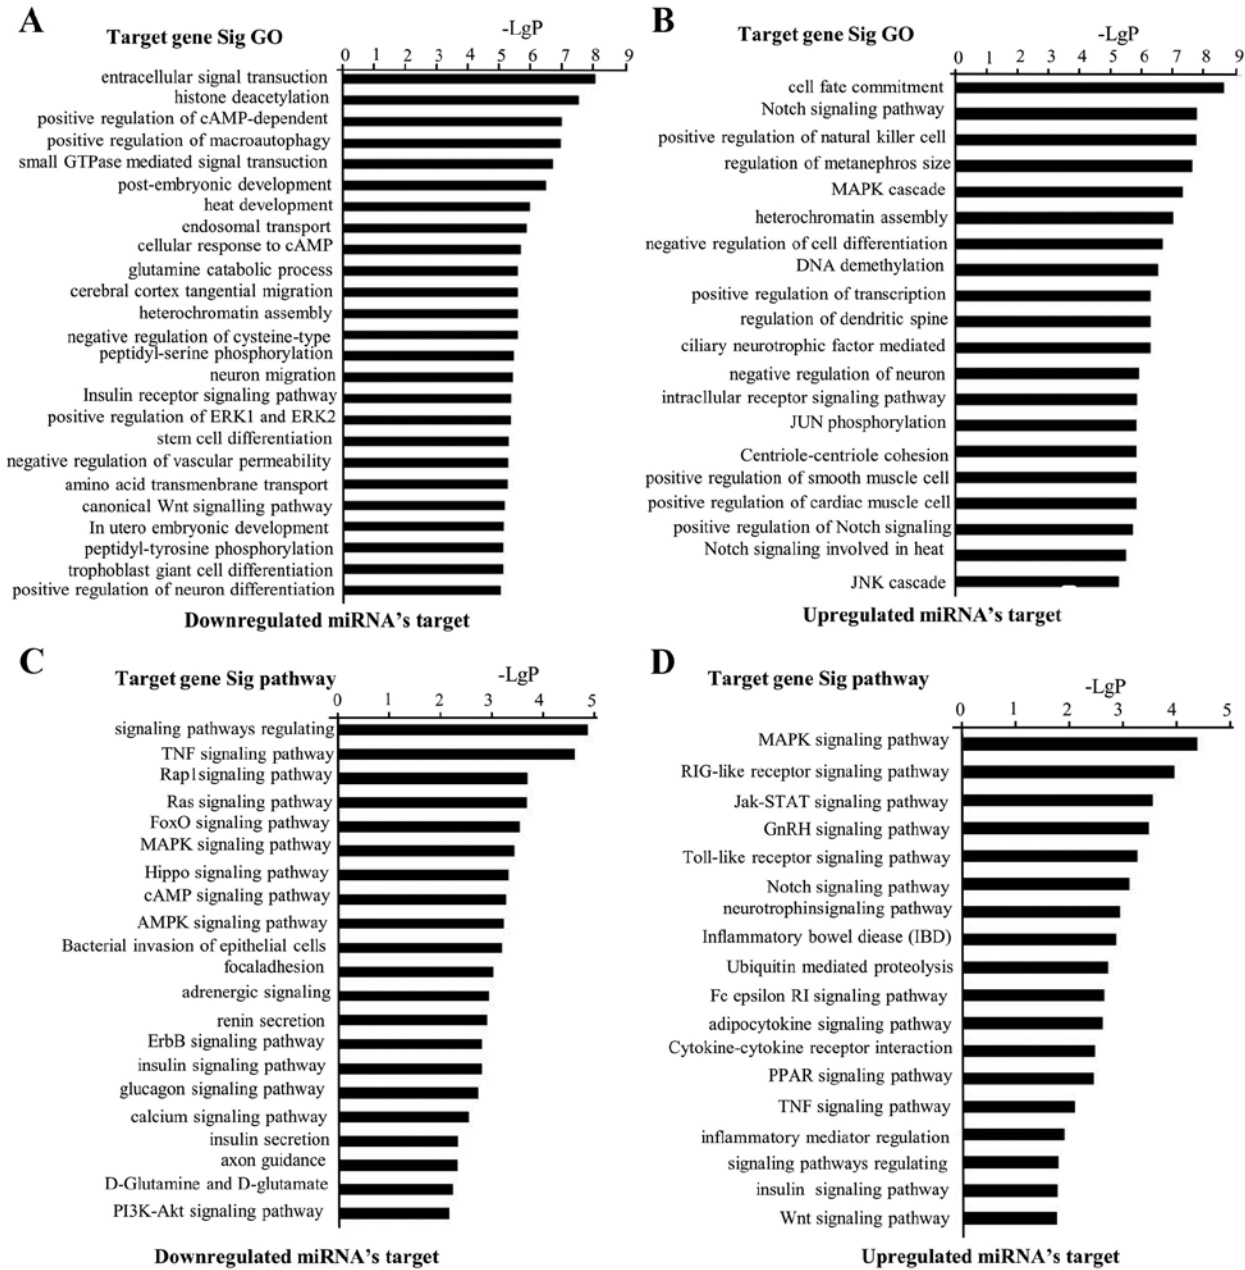 A
Target gene Sig GO
-LgP
0 1 2 3 4 5 6 7 8 9
entracellular signal transuction
histone deacetylation
positive regulation of cAMP-dependent
positive regulation of macroautophagy
small GTPase mediated signal transuction
post-embryonic development
heat development
endosomal transport
cellular response to cAMP
glutamine catabolic process
cerebral cortex tangential migration
heterochromatin assembly
negative regulation of cysteine-type
peptidyl-serine phosphorylation
neuron migration
Insulin receptor signaling pathway
positive regulation of ERK1 and ERK2
stem cell differentiation
negative regulation of vascular permeability
amino acid transmenbrane transport
canonical Wnt signalling pathway
In utero embryonic development
peptidyl-tyrosine phosphorylation
trophoblast giant cell differentiation
positive regulation of neuron differentiation
Downregulated miRNA's target
B
Target gene Sig GO
-LgP
0 1 2 3 4 5 6 7 8 9
cell fate commitment
Notch signaling pathway
positive regulation of natural killer cell
regulation of metanephros size
MAPK cascade
heterochromatin assembly
negative regulation of cell differentiation
DNA demethylation
positive regulation of transcription
regulation of dendritic spine
ciliary neurotrophic factor mediated
negative regulation of neuron
intracllular receptor signaling pathway
JUN phosphorylation
Centriole-centriole cohesion
positive regulation of smooth muscle cell
positive regulation of cardiac muscle cell
positive regulation of Notch signaling
Notch signaling involved in heat
JNK cascade
Upregulated miRNA's target
C
Target gene Sig pathway
-LgP
0 1 2 3 4 5
signaling pathways regulating
TNF signaling pathway
Rap1signaling pathway
Ras signaling pathway
FoxO signaling pathway
MAPK signaling pathway
Hippo signaling pathway
cAMP signaling pathway
AMPK signaling pathway
Bacterial invasion of epithelial cells
focaladhesion
adrenergic signaling
renin secretion
ErbB signaling pathway
insulin signaling pathway
glucagon signaling pathway
calcium signaling pathway
insulin secretion
axon guidance
D-Glutamine and D-glutamate
PI3K-Akt signaling pathway
Downregulated miRNA's target
D
Target gene Sig pathway
-LgP
0 1 2 3 4 5
MAPK signaling pathway
RIG-like receptor signaling pathway
Jak-STAT signaling pathway
GnRH signaling pathway
Toll-like receptor signaling pathway
Notch signaling pathway
neurotrophinsignaling pathway
Inflammatory bowel diease (IBD)
Ubiquitin mediated proteolysis
Fc epsilon RI signaling pathway
adipocytokine signaling pathway
Cytokine-cytokine receptor interaction
PPAR signaling pathway
TNF signaling pathway
inflammatory mediator regulation
signaling pathways regulating
insulin signaling pathway
Wnt signaling pathway
Upregulated miRNA's target